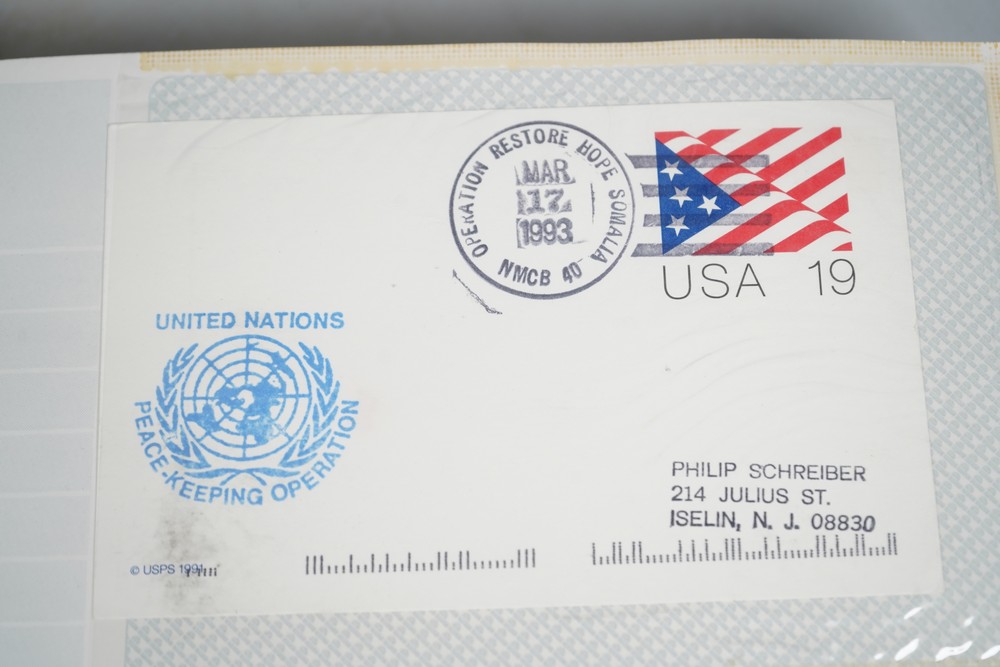 OPERATION RESTORE HOPE SOMALIA
MAR
17
1993
NMCB 40
USA 19
UNITED NATIONS
PEACE-KEEPING OPERATION
PHILIP SCHREIBER
214 JULIUS ST.
ISELIN, N. J. 08830
© USPS 1991